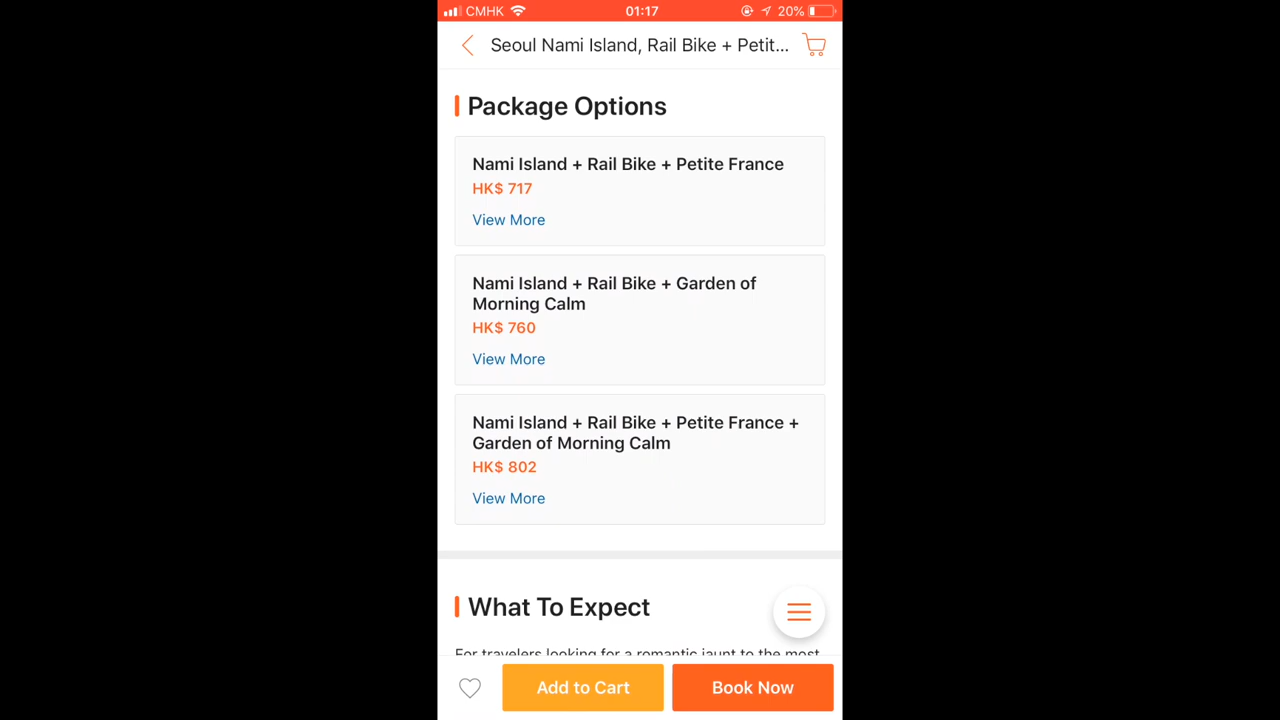 CMHK 01:17 20%
Seoul Nami Island, Rail Bike + Petit...
Package Options
Nami Island + Rail Bike + Petite France
HK$ 717
View More
Nami Island + Rail Bike + Garden of
Morning Calm
HK$ 760
View More
Nami Island + Rail Bike + Petite France +
Garden of Morning Calm
HK$ 802
View More
What To Expect
For travelers looking for a romantic jaunt to the most
Add to Cart Book Now